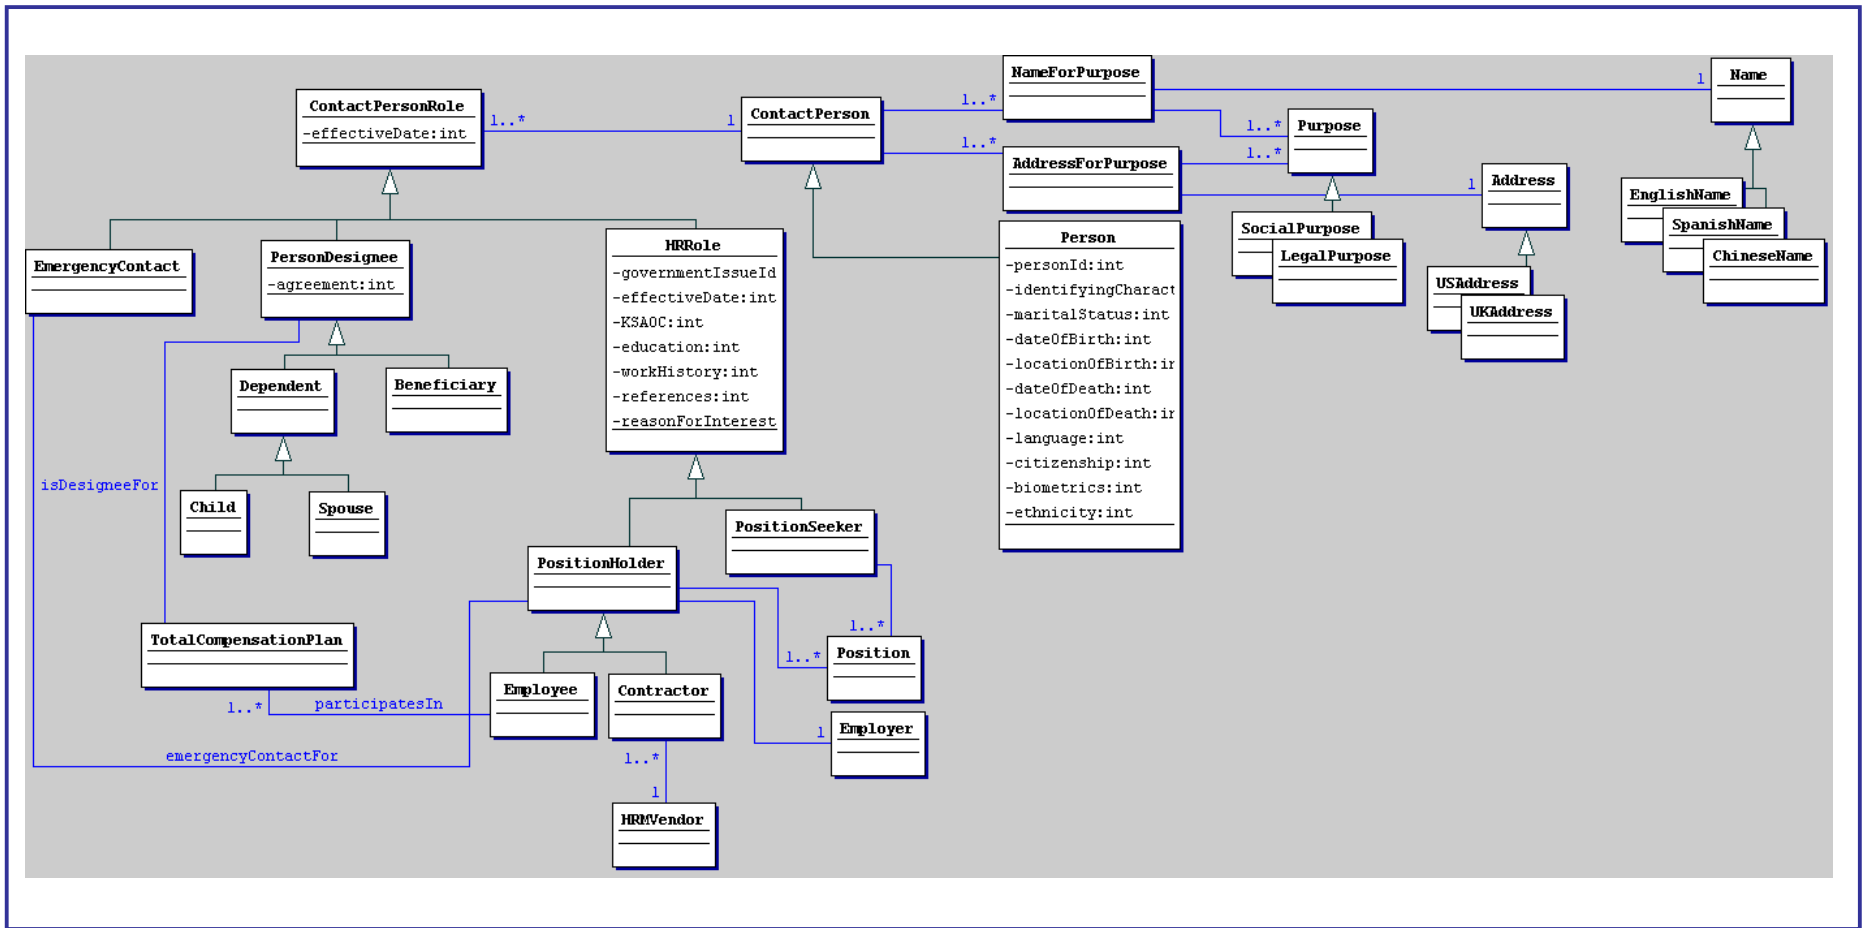 ContactPersonRole
-effectiveDate:int
1..*
1
ContactPerson
1..*
1..*
NameForPurpose
AddressForPurpose
1..*
1..*
Purpose
1
Name
1
Address
EnglishName
SpanishName
ChineseName
SocialPurpose
LegalPurpose
USAddress
UKAddress
EmergencyContact
PersonDesignee
-agreement:int
HRRole
-governmentIssueId
-effectiveDate:int
-KSAOC:int
-education:int
-workHistory:int
-references:int
-reasonForInterest
Person
-personId:int
-identifyingCharact
-maritalStatus:int
-dateOfBirth:int
-locationOfBirth:in
-dateOfDeath:int
-locationOfDeath:in
-language:int
-citizenship:int
-biometrics:int
-ethnicity:int
Dependent
Beneficiary
isDesigneeFor
Child
Spouse
PositionSeeker
PositionHolder
1..*
1..*
Position
TotalCompensationPlan
1..*
participatesIn
Employee
Contractor
1
Employer
emergencyContactFor
1..*
1
HRMVendor